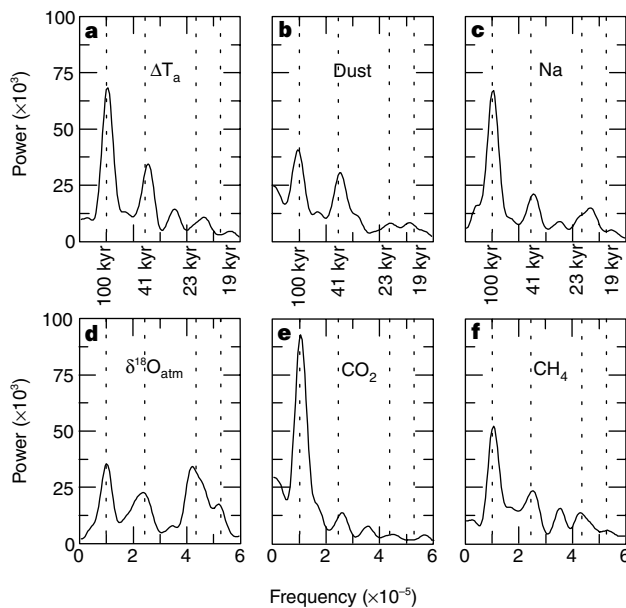 a
b
c
ΔTa
Dust
Na
Power (×10³)
100
75
50
25
0
100 kyr
41 kyr
23 kyr
19 kyr
100 kyr
41 kyr
23 kyr
19 kyr
100 kyr
41 kyr
23 kyr
19 kyr
d
e
f
δ¹⁸Oatm
CO₂
CH₄
Power (×10³)
100
75
50
25
0
0 2 4 6 0 2 4 6 0 2 4 6
Frequency (×10⁻⁵)